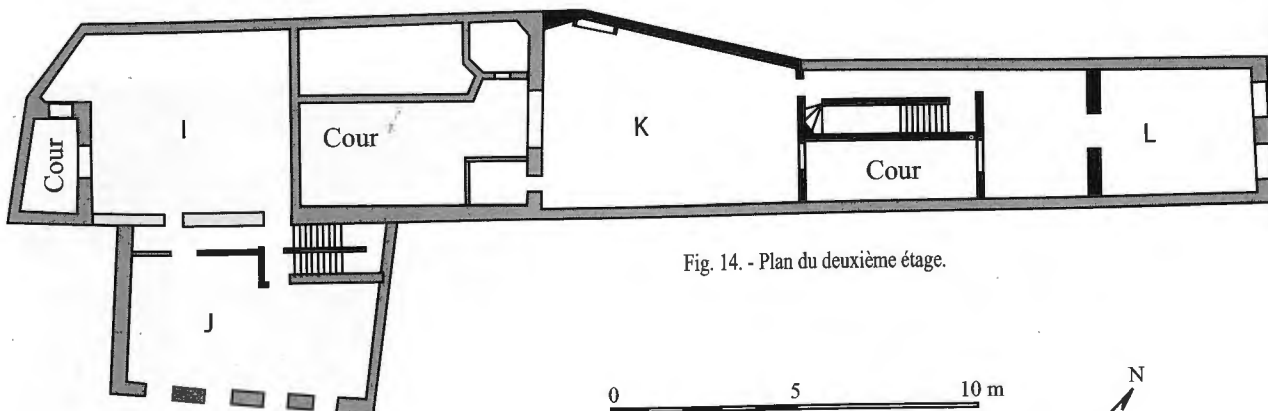 I
Cour
Cour
K
Cour
L
J
Fig. 14. - Plan du deuxième étage.
0 5 10 m
N